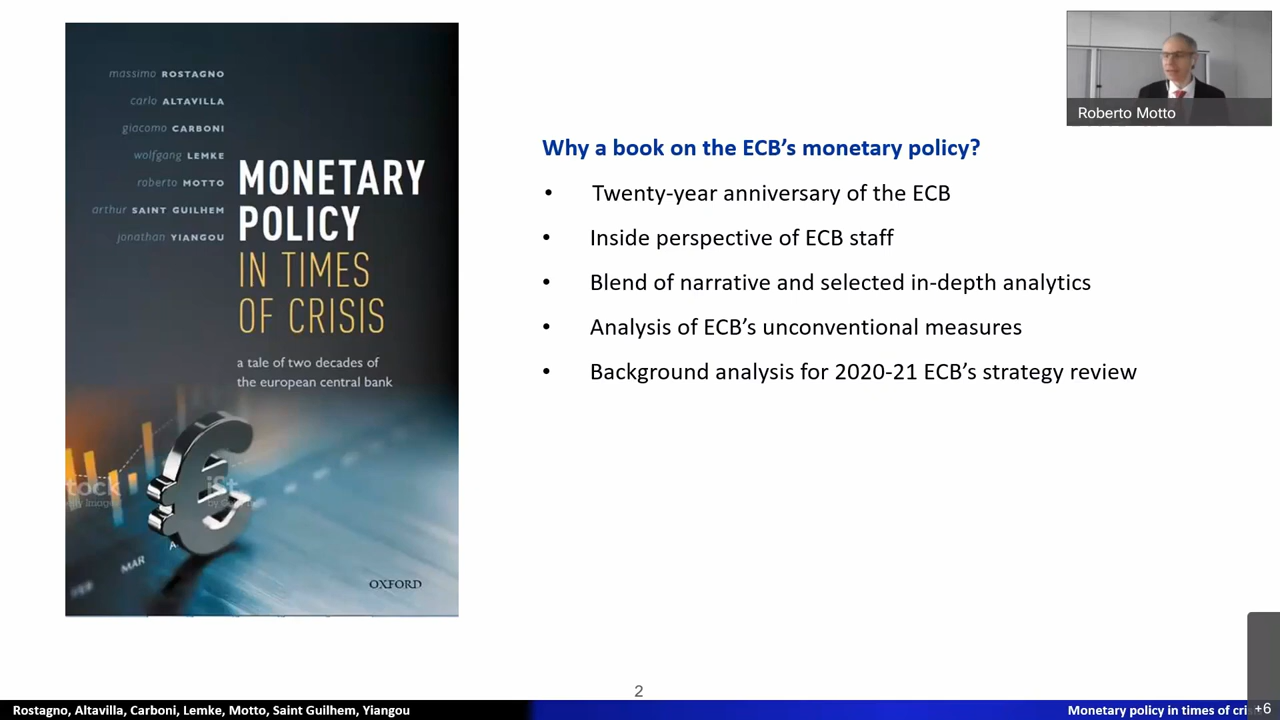 massimo ROSTAGNO
carlo ALTAVILLA
giacomo CARBONI
wolfgang LEMKE
roberto MOTTO
arthur SAINT GUILHEM
jonathan YIANGOU
MONETARY
POLICY
IN TIMES
OF CRISIS
a tale of two decades of
the european central bank
tock
iSt
MAR
OXFORD
Roberto Motto
Why a book on the ECB’s monetary policy?
• Twenty-year anniversary of the ECB
• Inside perspective of ECB staff
• Blend of narrative and selected in-depth analytics
• Analysis of ECB’s unconventional measures
• Background analysis for 2020-21 ECB’s strategy review
2
Rostagno, Altavilla, Carboni, Lemke, Motto, Saint Guilhem, Yiangou
Monetary policy in times of cri
+6